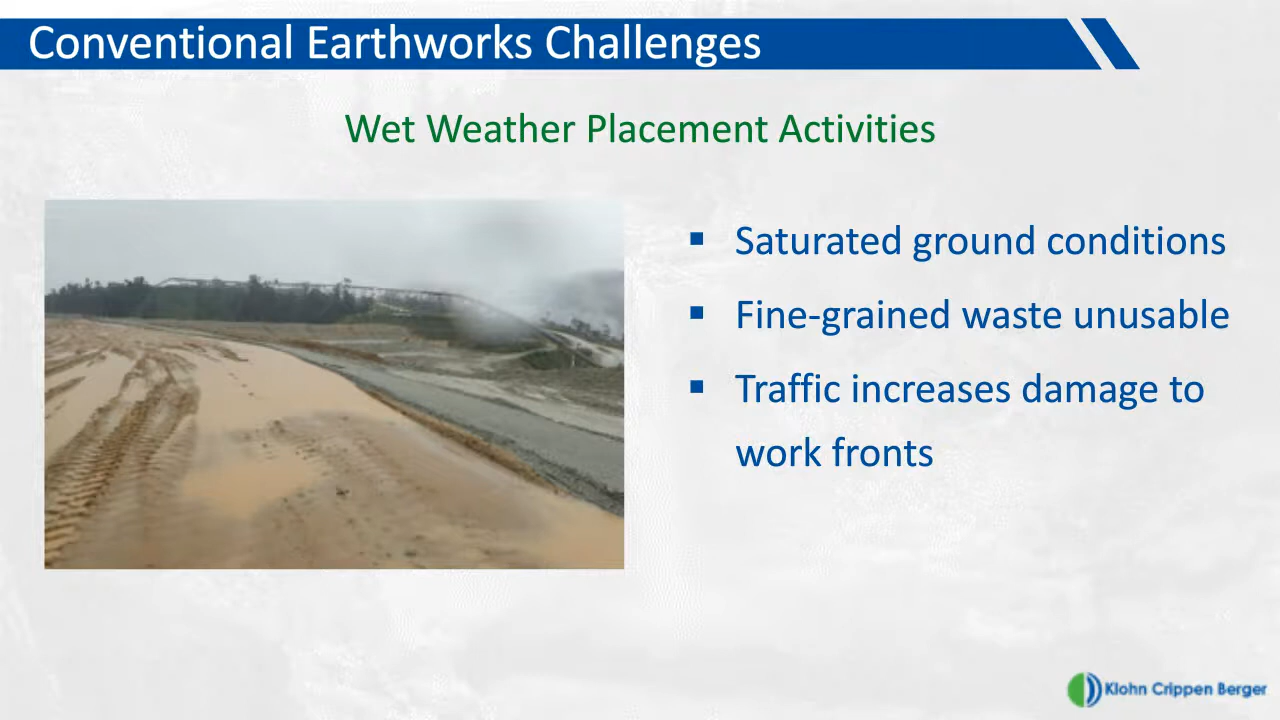 Conventional Earthworks Challenges
Wet Weather Placement Activities
▪ Saturated ground conditions
▪ Fine-grained waste unusable
▪ Traffic increases damage to
work fronts
Klohn Crippen Berger